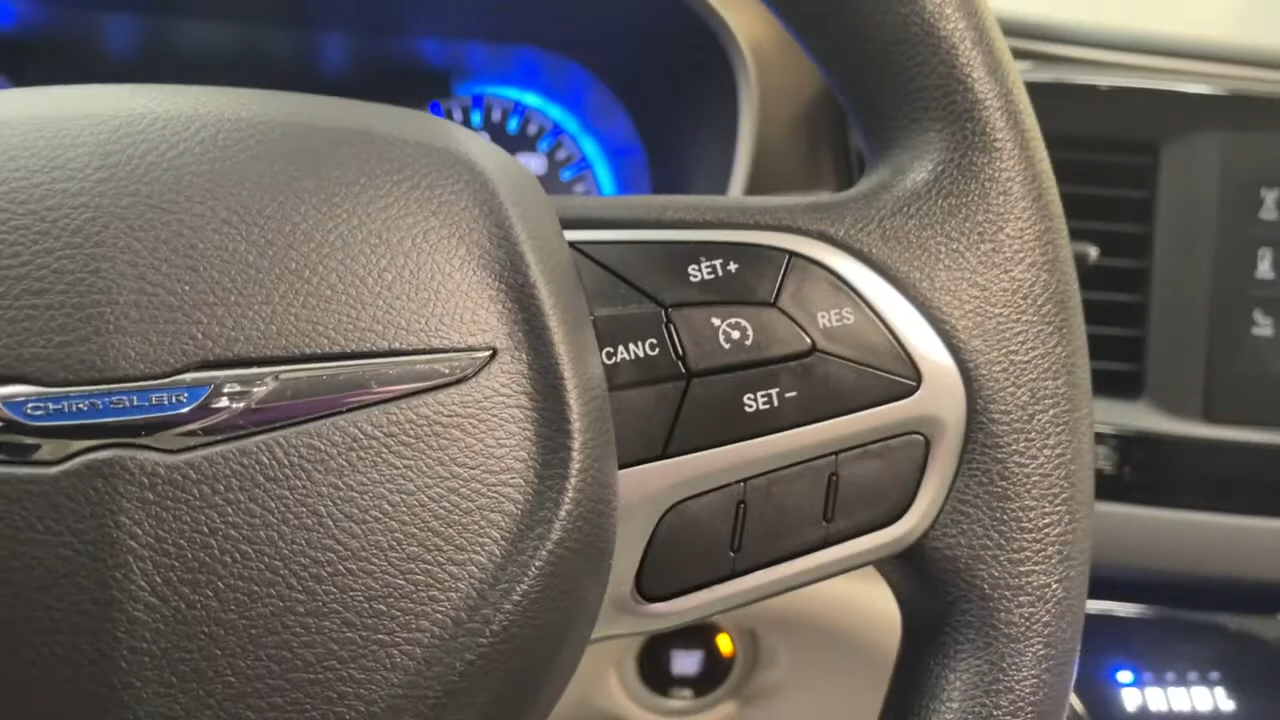 SET+
RES
CANC
SET-
CHRYSLER
PRNDL